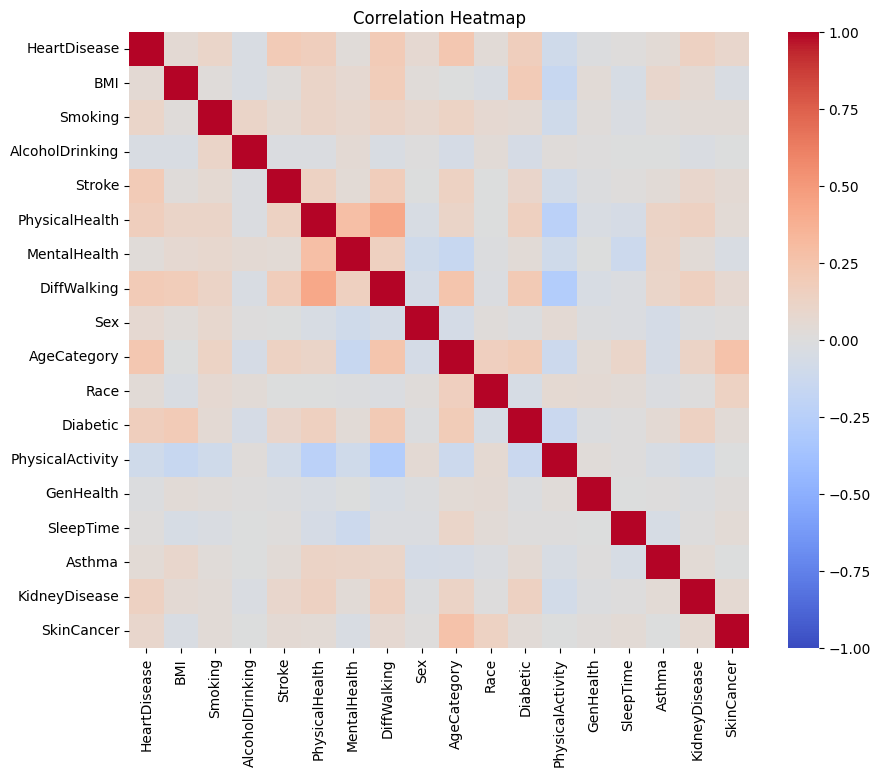 Correlation Heatmap
HeartDisease
BMI
Smoking
AlcoholDrinking
Stroke
PhysicalHealth
MentalHealth
DiffWalking
Sex
AgeCategory
Race
Diabetic
PhysicalActivity
GenHealth
SleepTime
Asthma
KidneyDisease
SkinCancer
HeartDisease
BMI
Smoking
AlcoholDrinking
Stroke
PhysicalHealth
MentalHealth
DiffWalking
Sex
AgeCategory
Race
Diabetic
PhysicalActivity
GenHealth
SleepTime
Asthma
KidneyDisease
SkinCancer
1.00
0.75
0.50
0.25
0.00
−0.25
−0.50
−0.75
−1.00